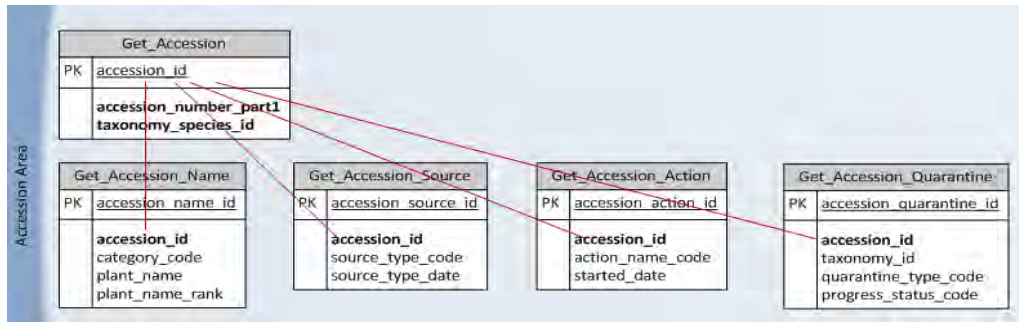 Accession Area
Get_Accession
PK accession_id
accession_number_part1
taxonomy_species_id
Get_Accession_Name
PK accession_name_id
accession_id
category_code
plant_name
plant_name_rank
Get_Accession_Source
PK accession_source_id
accession_id
source_type_code
source_type_date
Get_Accession_Action
PK accession_action_id
accession_id
action_name_code
started_date
Get_Accession_Quarantine
PK accession_quarantine_id
accession_id
taxonomy_id
quarantine_type_code
progress_status_code